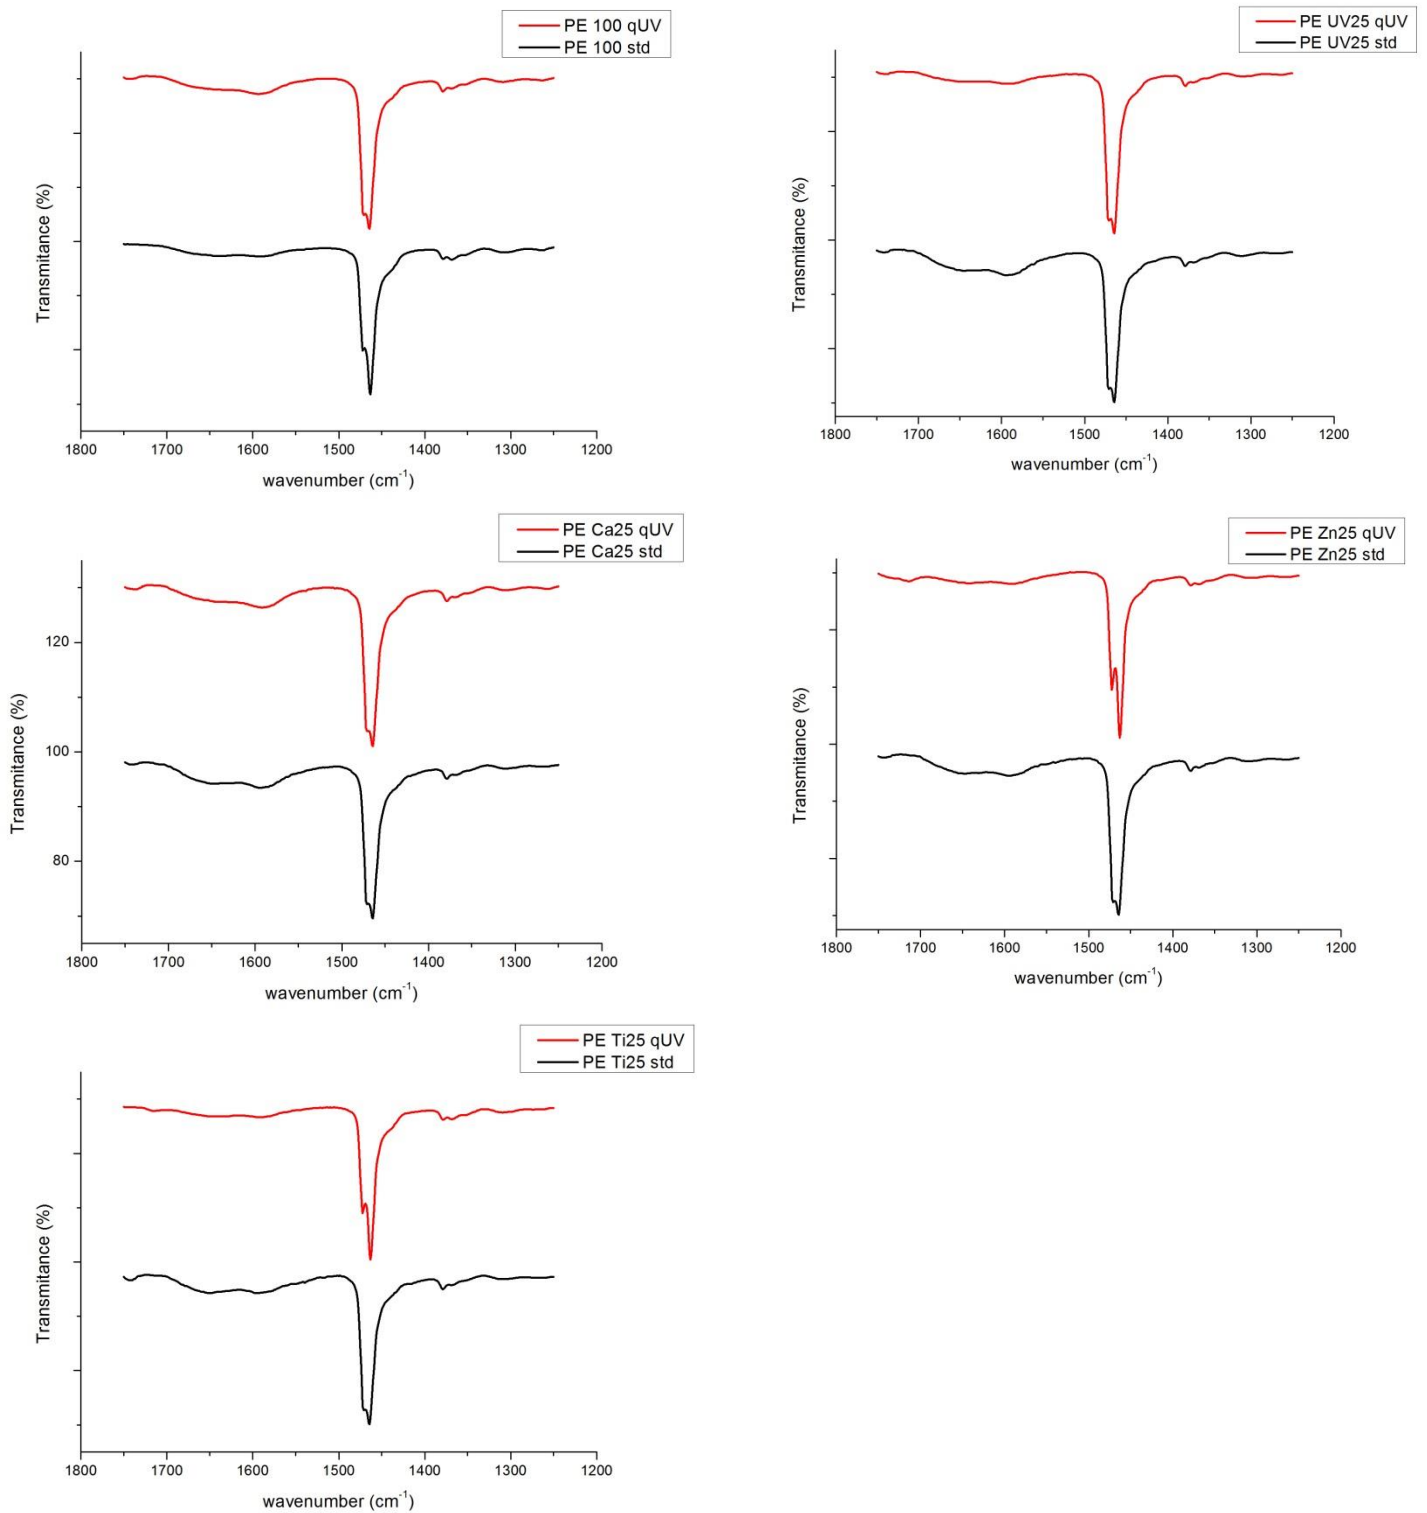 PE 100 qUV
PE 100 std
Transmitance (%)
1800 1700 1600 1500 1400 1300 1200
wavenumber (cm-1)
PE UV25 qUV
PE UV25 std
Transmitance (%)
1800 1700 1600 1500 1400 1300 1200
wavenumber (cm-1)
PE Ca25 qUV
PE Ca25 std
120
100
80
Transmitance (%)
1800 1700 1600 1500 1400 1300 1200
wavenumber (cm-1)
PE Zn25 qUV
PE Zn25 std
Transmitance (%)
1800 1700 1600 1500 1400 1300 1200
wavenumber (cm-1)
PE Ti25 qUV
PE Ti25 std
Transmitance (%)
1800 1700 1600 1500 1400 1300 1200
wavenumber (cm-1)